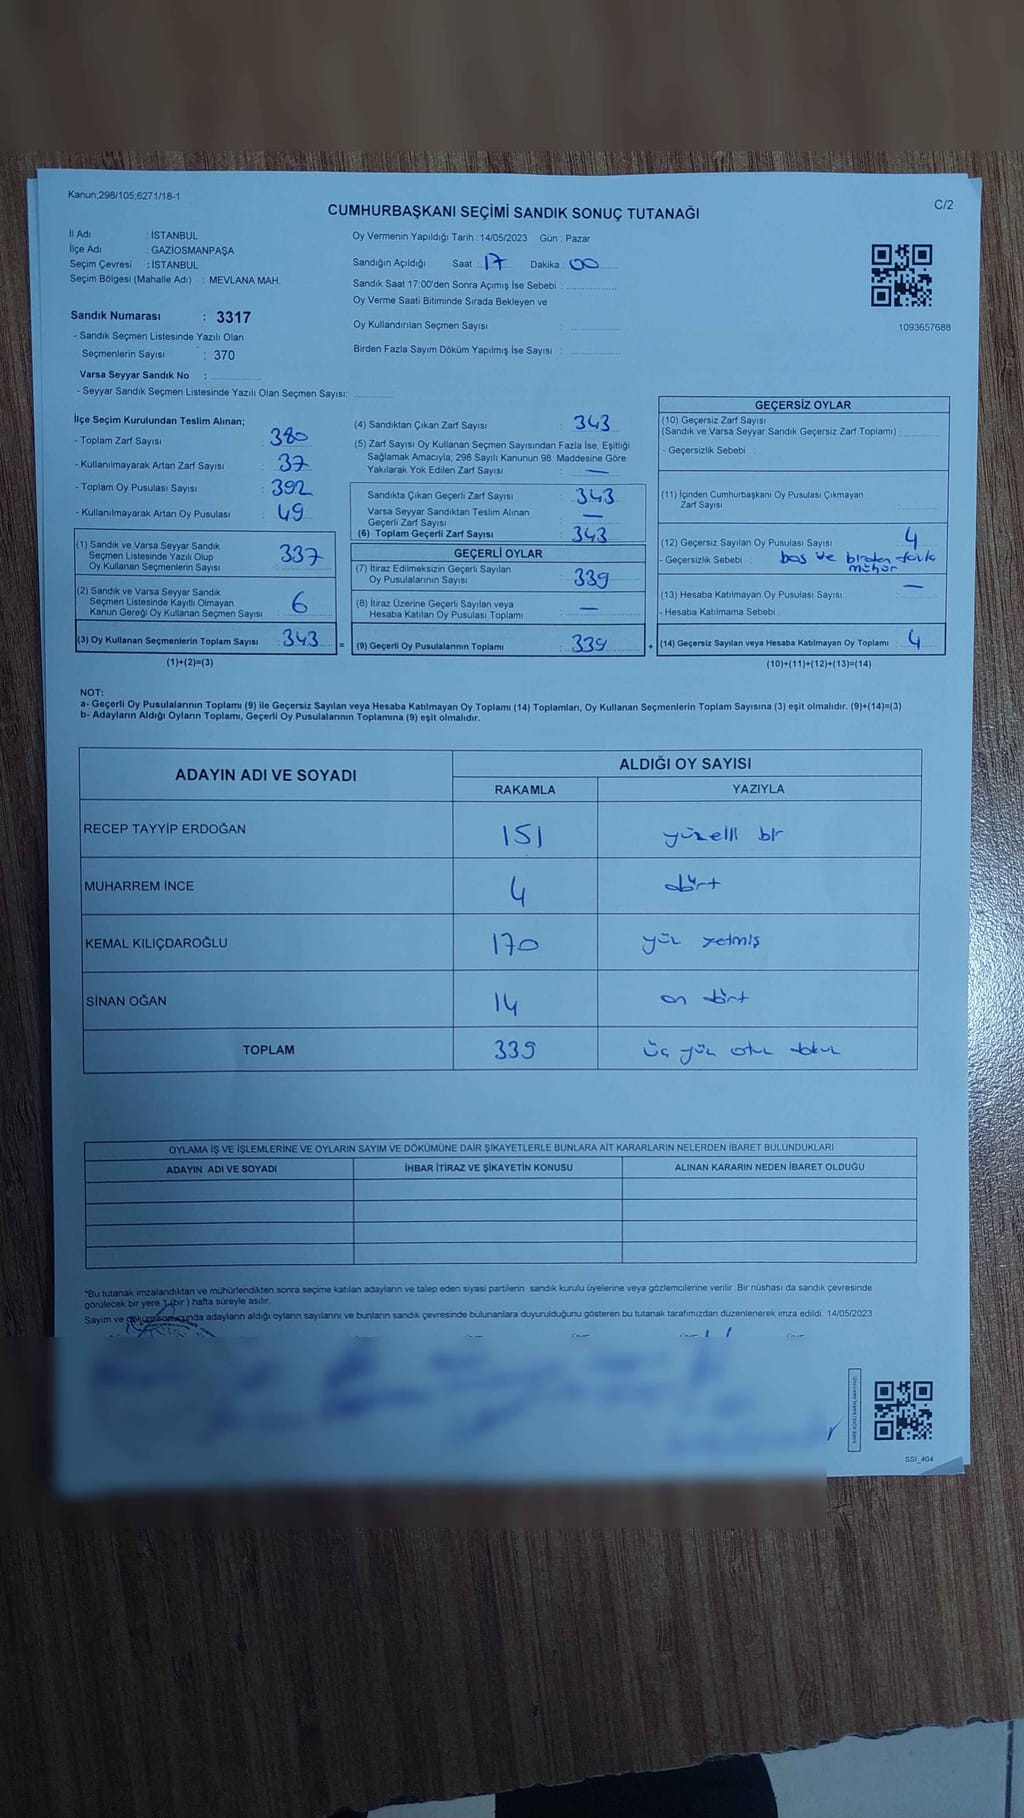 Kanun;298/105;6271/18-1
C/2
CUMHURBAŞKANI SEÇİMİ SANDIK SONUÇ TUTANAĞI
İl Adı : İSTANBUL
İlçe Adı : GAZİOSMANPAŞA
Seçim Çevresi : İSTANBUL
Seçim Bölgesi (Mahalle Adı) : MEVLANA MAH.
Oy Vermenin Yapıldığı Tarih : 14/05/2023 Gün : Pazar
Sandığın Açıldığı Saat : 17 Dakika : 00
Sandık Saat 17:00'den Sonra Açımış İse Sebebi :
Oy Verme Saati Bitiminde Sırada Bekleyen ve
Oy Kullandırılan Seçmen Sayısı :
Birden Fazla Sayım Döküm Yapılmış İse Sayısı :
1093657688
Sandık Numarası : 3317
- Sandık Seçmen Listesinde Yazılı Olan
Seçmenlerin Sayısı : 370
Varsa Seyyar Sandık No :
- Seyyar Sandık Seçmen Listesinde Yazılı Olan Seçmen Sayısı:
İlçe Seçim Kurulundan Teslim Alınan;
- Toplam Zarf Sayısı : 380
- Kullanılmayarak Artan Zarf Sayısı : 37
- Toplam Oy Pusulası Sayısı : 392
- Kullanılmayarak Artan Oy Pusulası : 49
(1) Sandık ve Varsa Seyyar Sandık
Seçmen Listesinde Yazılı Olup
Oy Kullanan Seçmenlerin Sayısı : 337
(2) Sandık ve Varsa Seyyar Sandık
Seçmen Listesinde Kayıtlı Olmayan
Kanun Gereği Oy Kullanan Seçmen Sayısı : 6
(3) Oy Kullanan Seçmenlerin Toplam Sayısı : 343
(1)+(2)=(3)
=
(4) Sandıktan Çıkan Zarf Sayısı : 343
(5) Zarf Sayısı Oy Kullanan Seçmen Sayısından Fazla İse, Eşitliği
Sağlamak Amacıyla; 298 Sayılı Kanunun 98. Maddesine Göre
Yakılarak Yok Edilen Zarf Sayısı : —
Sandıkta Çıkan Geçerli Zarf Sayısı : 343
Varsa Seyyar Sandıktan Teslim Alınan
Geçerli Zarf Sayısı : —
(6) Toplam Geçerli Zarf Sayısı : 343
GEÇERLİ OYLAR
(7) İtiraz Edilmeksizin Geçerli Sayılan
Oy Pusulalarının Sayısı : 339
(8) İtiraz Üzerine Geçerli Sayılan veya
Hesaba Katılan Oy Pusulası Toplamı : —
(9) Geçerli Oy Pusulalarının Toplamı : 339
+
GEÇERSİZ OYLAR
(10) Geçersiz Zarf Sayısı
(Sandık ve Varsa Seyyar Sandık Geçersiz Zarf Toplamı) :
- Geçersizlik Sebebi :
(11) İçinden Cumhurbaşkanı Oy Pusulası Çıkmayan
Zarf Sayısı :
(12) Geçersiz Sayılan Oy Pusulası Sayısı : 4
- Geçersizlik Sebebi : boş ve birden fazla
mühür
(13) Hesaba Katılmayan Oy Pusulası Sayısı : —
- Hesaba Katılmama Sebebi :
(14) Geçersiz Sayılan veya Hesaba Katılmayan Oy Toplamı : 4
(10)+(11)+(12)+(13)=(14)
NOT:
a- Geçerli Oy Pusulalarının Toplamı (9) ile Geçersiz Sayılan veya Hesaba Katılmayan Oy Toplamı (14) Toplamları, Oy Kullanan Seçmenlerin Toplam Sayısına (3) eşit olmalıdır. (9)+(14)=(3)
b- Adayların Aldığı Oyların Toplamı, Geçerli Oy Pusulalarının Toplamına (9) eşit olmalıdır.
ADAYIN ADI VE SOYADI ALDIĞI OY SAYISI
RAKAMLA YAZIYLA
RECEP TAYYİP ERDOĞAN 151 yüzelli bir
MUHARREM İNCE 4 dört
KEMAL KILIÇDAROĞLU 170 yüz yetmiş
SİNAN OĞAN 14 on dört
TOPLAM 339 üç yüz otuz dokuz
OYLAMA İŞ VE İŞLEMLERİNE VE OYLARIN SAYIM VE DÖKÜMÜNE DAİR ŞİKAYETLERLE BUNLARA AİT KARARLARIN NELERDEN İBARET BULUNDUKLARI
ADAYIN ADI VE SOYADI İHBAR İTİRAZ VE ŞİKAYETİN KONUSU ALINAN KARARIN NEDEN İBARET OLDUĞU
*Bu tutanak imzalandıktan ve mühürlendikten sonra seçime katılan adayların ve talep eden siyasi partilerin sandık kurulu üyelerine veya gözlemcilerine verilir. Bir nüshası da sandık çevresinde
görülecek bir yere 1 (bir ) hafta süreyle asılır.
Sayım ve döküm sonucunda adayların aldığı oyların sayılarını ve bunların sandık çevresinde bulunanlara duyurulduğunu gösteren bu tutanak tarafımızdan düzenlenerek imza edildi. 14/05/2023
SSI_404